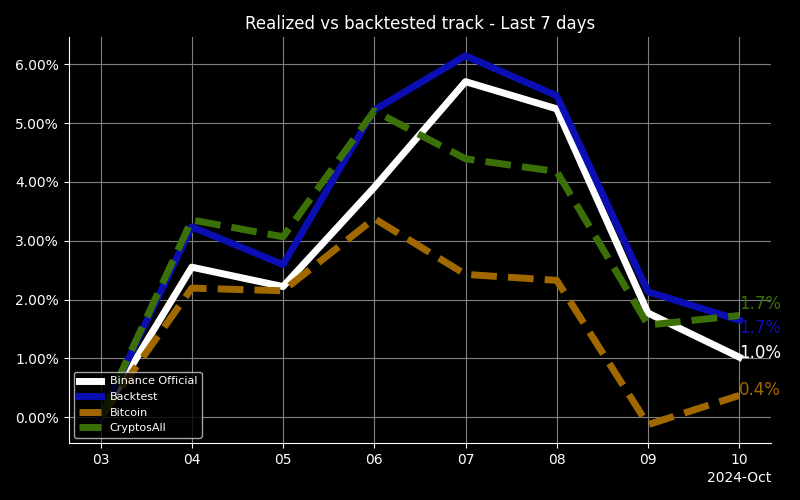 Realized vs backtested track - Last 7 days
6.00%
5.00%
4.00%
3.00%
2.00%
1.00%
0.00%
1.7%
1.7%
1.0%
0.4%
Binance Official
Backtest
Bitcoin
CryptosAll
03 04 05 06 07 08 09 10
2024-Oct